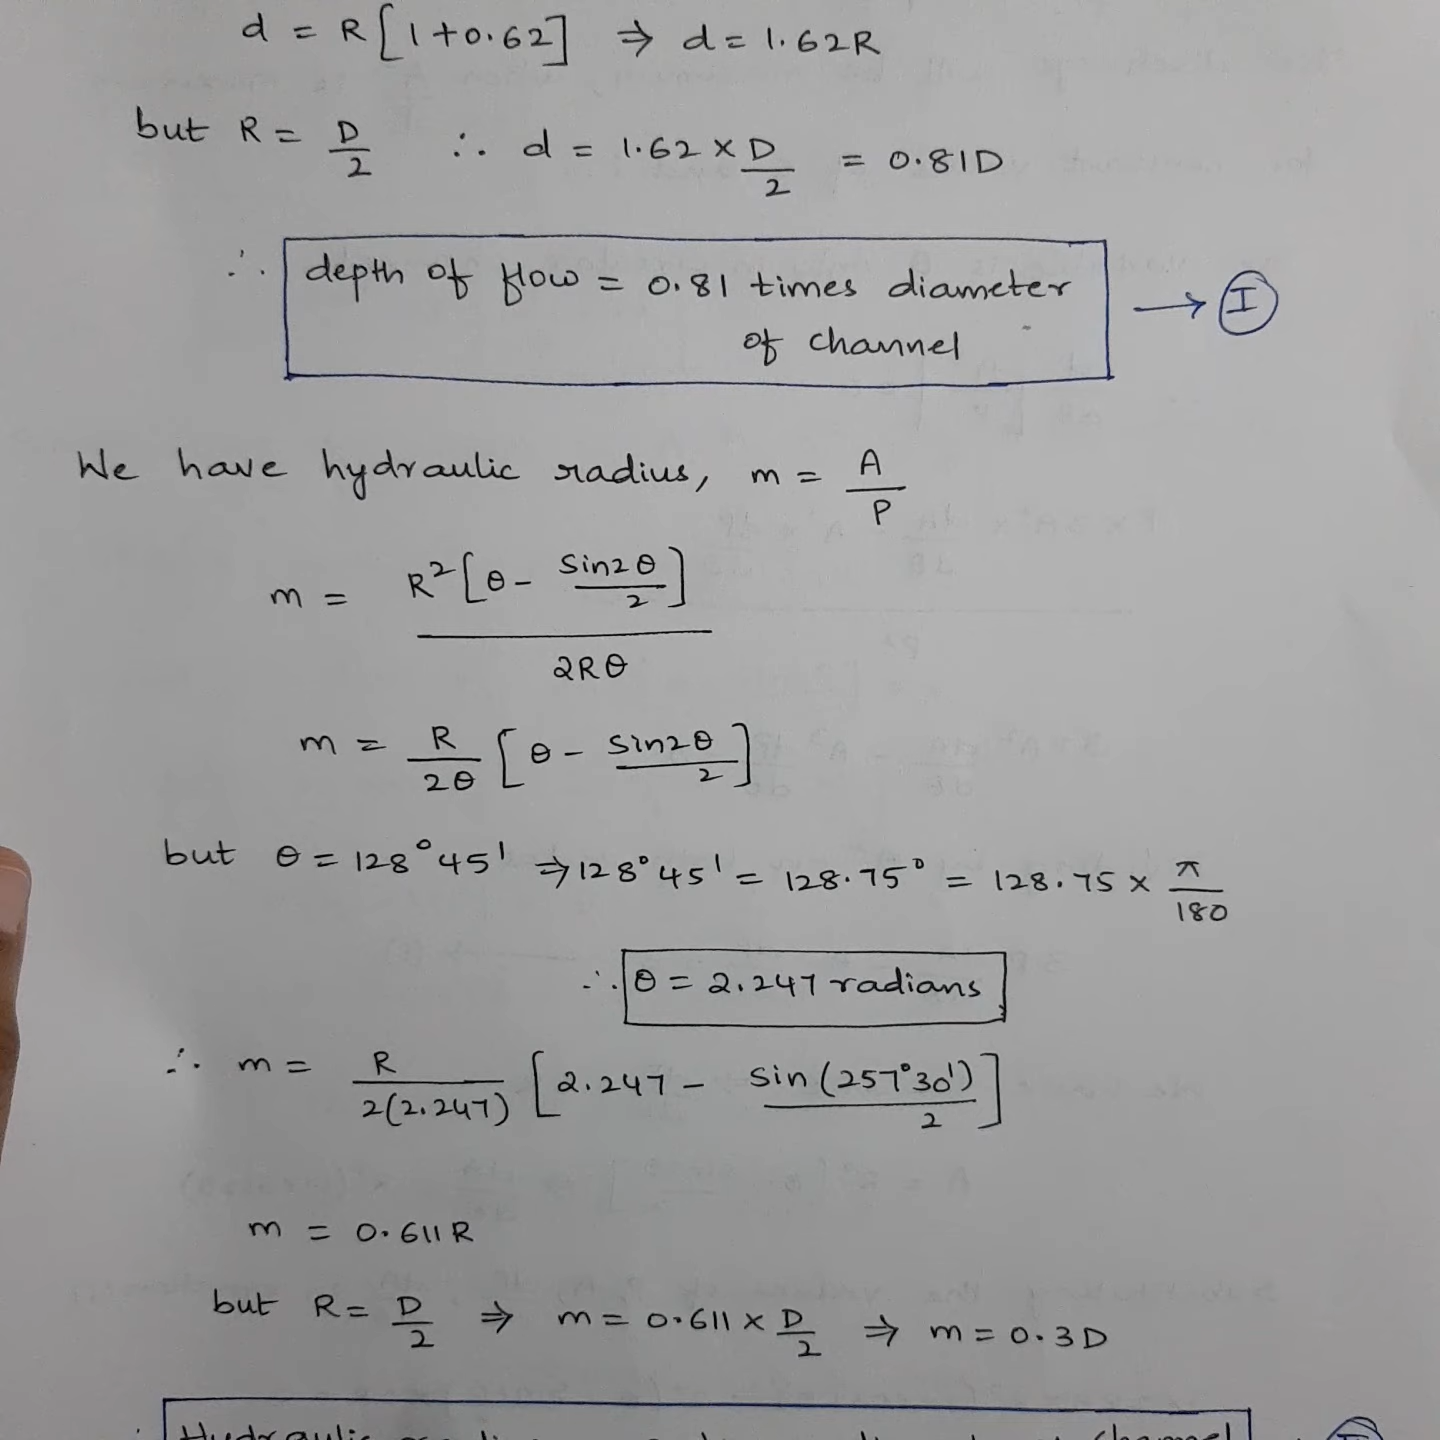 d = R[1+0.62] ⇒ d = 1.62R
but R = D/2 ∴ d = 1.62 × D/2 = 0.81D
∴ depth of flow = 0.81 times diameter → I
of channel
We have hydraulic radius, m = A/P
m = R²[θ - sin2θ/2] / 2Rθ
m = R/2θ [θ - sin2θ/2]
but θ = 128°45' ⇒ 128°45' = 128.75° = 128.75 × π/180
∴ θ = 2.247 radians
∴ m = R/2(2.247) [2.247 - sin(257°30')/2]
m = 0.611R
but R = D/2 ⇒ m = 0.611 × D/2 ⇒ m = 0.3D
Hydraulic channel